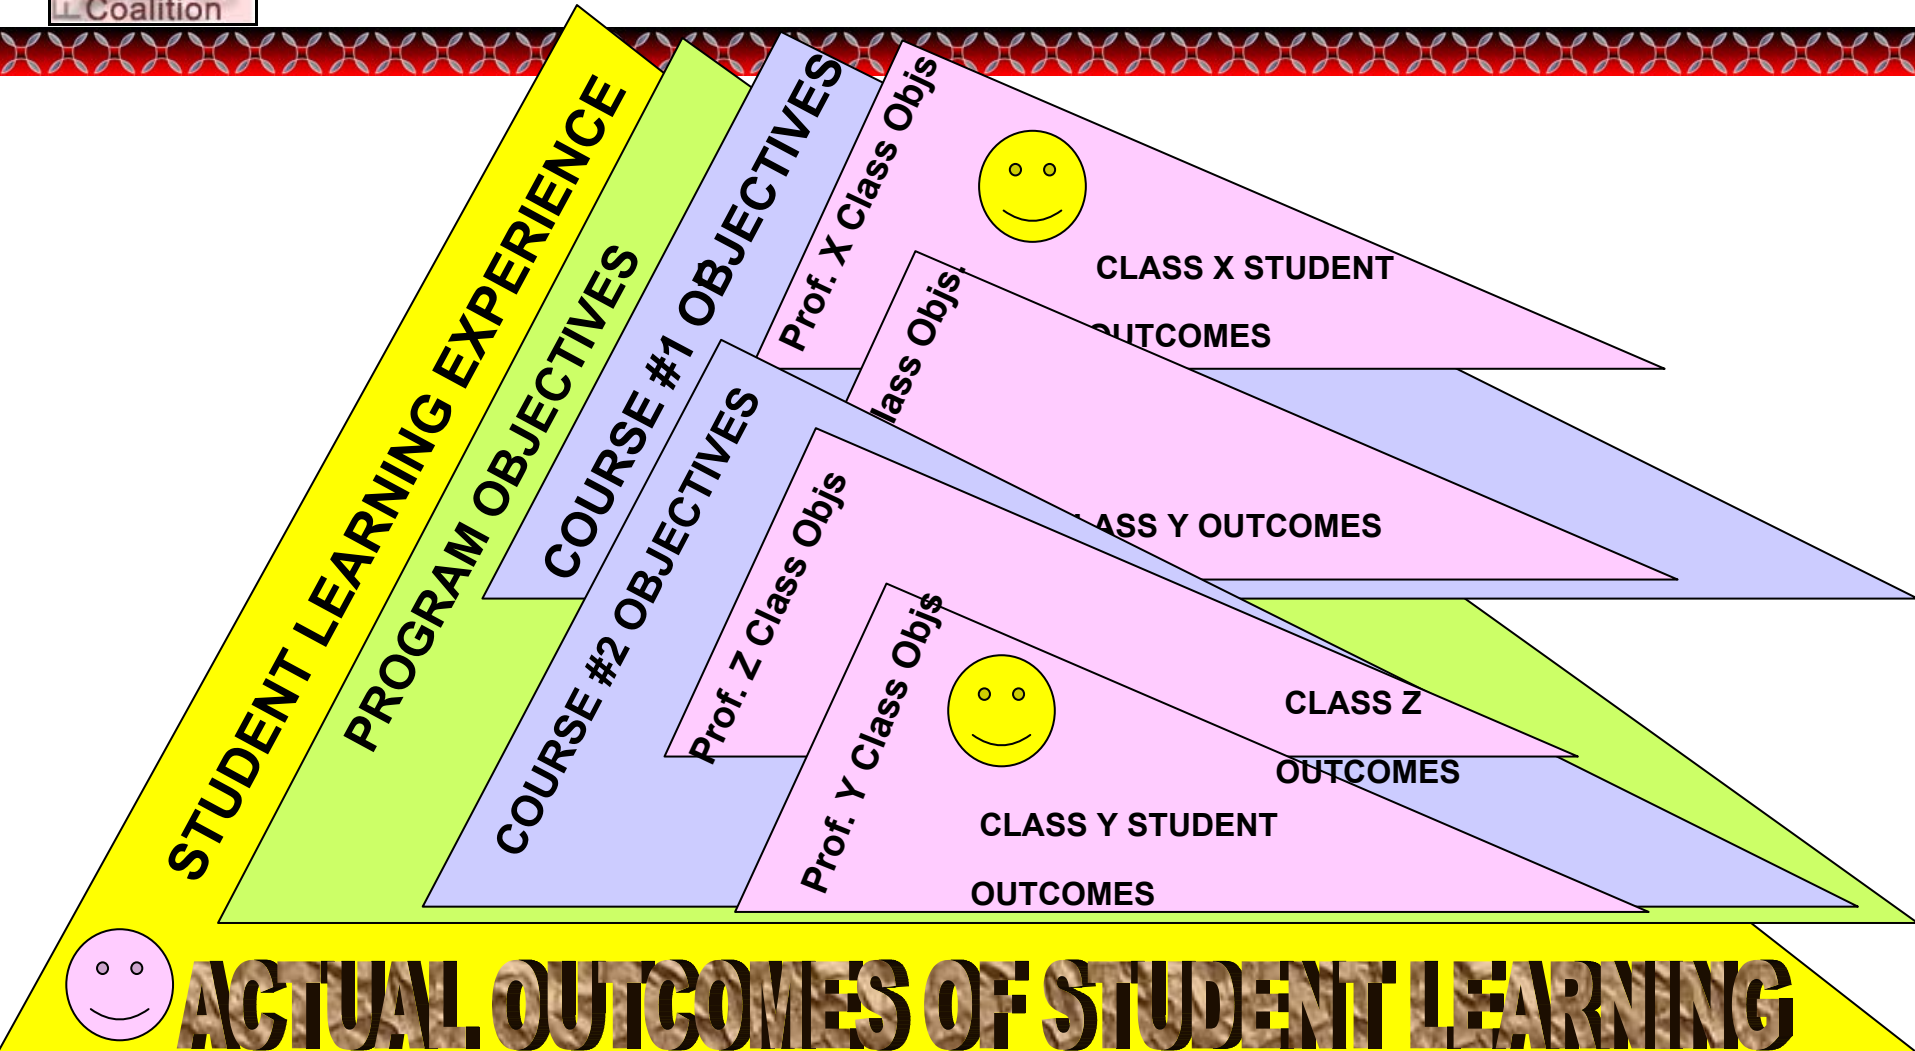 Coalition
STUDENT LEARNING EXPERIENCE
PROGRAM OBJECTIVES
COURSE #1 OBJECTIVES
Prof. X Class Objs
CLASS X STUDENT
OUTCOMES
lass Objs.
LASS Y OUTCOMES
COURSE #2 OBJECTIVES
Prof. Z Class Objs
CLASS Z
OUTCOMES
Prof. Y Class Objs
CLASS Y STUDENT
OUTCOMES
ACTUAL OUTCOMES OF STUDENT LEARNING